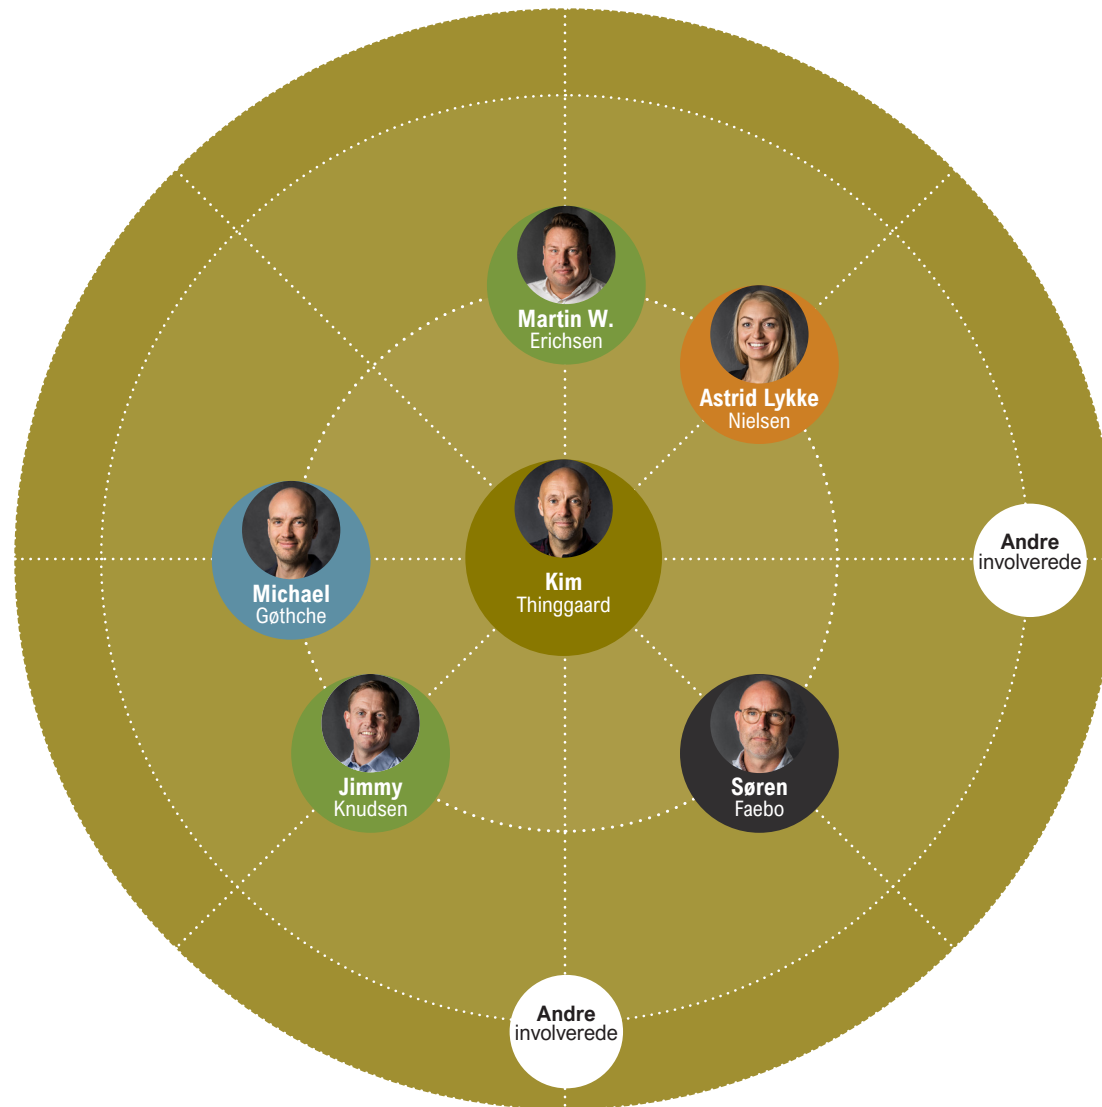 Martin W.
Erichsen
Astrid Lykke
Nielsen
Andre
involverede
Kim
Thinggaard
Michael
Gøthche
Jimmy
Knudsen
Søren
Faebo
Andre
involverede